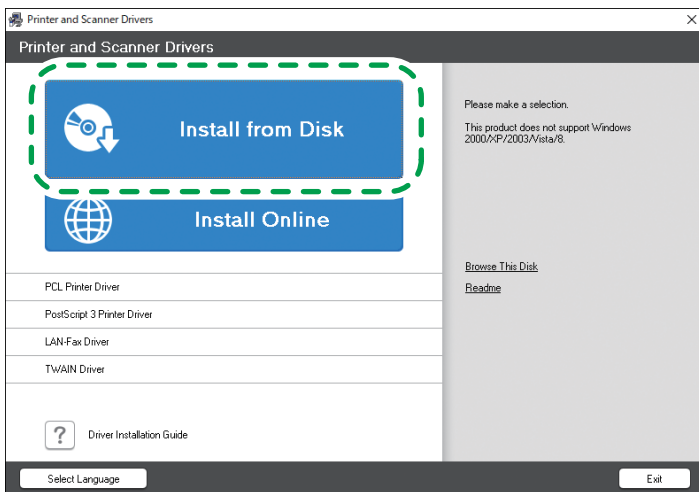 Printer and Scanner Drivers
Printer and Scanner Drivers
Install from Disk
Install Online
PCL Printer Driver
PostScript 3 Printer Driver
LAN-Fax Driver
TWAIN Driver
? Driver Installation Guide
Please make a selection.
This product does not support Windows
2000/XP/2003/Vista/8.
Browse This Disk
Readme
Select Language
Exit